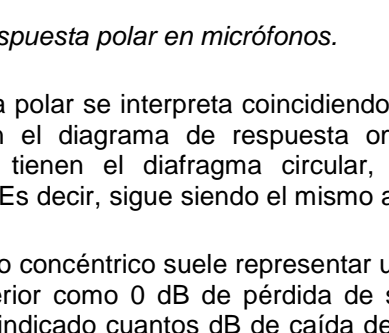 spuesta polar en micrófonos.
a polar se interpreta coincidiendo
el diagrama de respuesta
tienen el diafragma circular,
Es decir, sigue siendo el mismo a
o concéntrico suele representar u
erior como 0 dB de pérdida de s
indicado cuantos dB de caída de